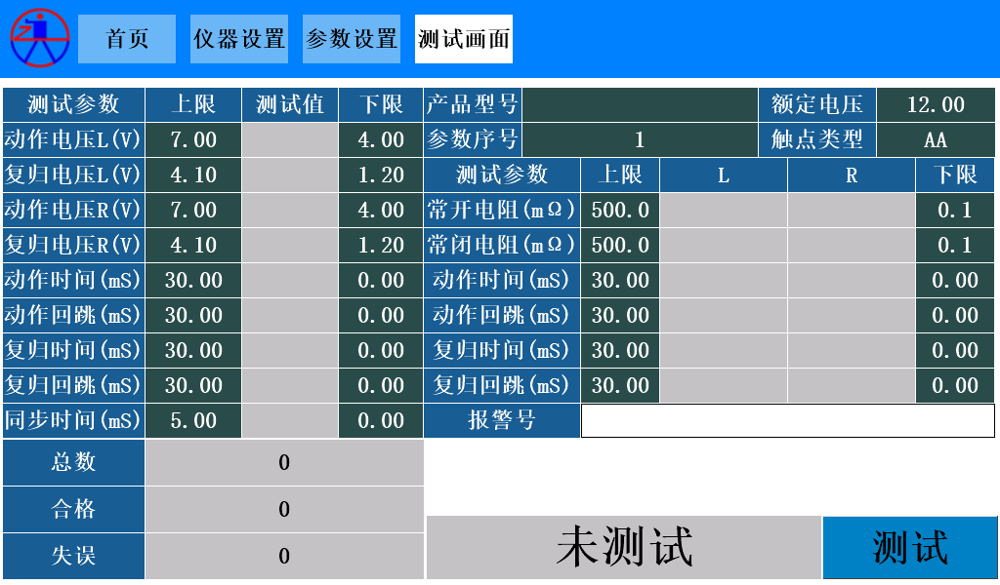 首页 仪器设置 参数设置 测试画面
测试参数 上限 测试值 下限 产品型号 额定电压 12.00
动作电压L(V) 7.00 4.00 参数序号 1 触点类型 AA
复归电压L(V) 4.10 1.20 测试参数 上限 L R 下限
动作电压R(V) 7.00 4.00 常开电阻(mΩ) 500.0 0.1
复归电压R(V) 4.10 1.20 常闭电阻(mΩ) 500.0 0.1
动作时间(mS) 30.00 0.00 动作时间(mS) 30.00 0.00
动作回跳(mS) 30.00 0.00 动作回跳(mS) 30.00 0.00
复归时间(mS) 30.00 0.00 复归时间(mS) 30.00 0.00
复归回跳(mS) 30.00 0.00 复归回跳(mS) 30.00 0.00
同步时间(mS) 5.00 0.00 报警号
总数 0
合格 0
失误 0
未测试 测试